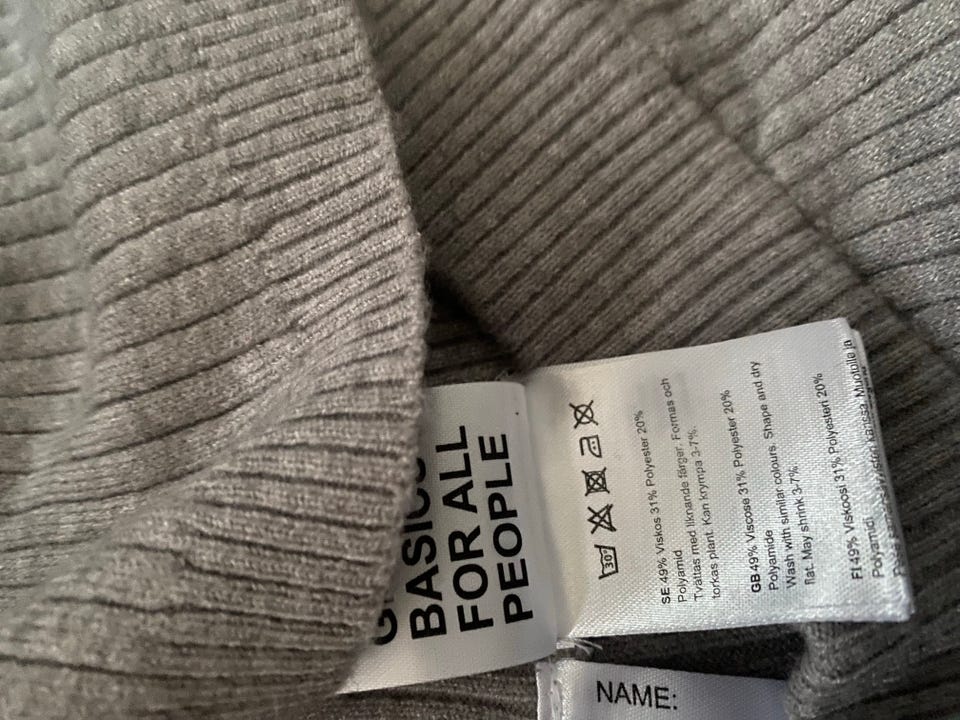 BASICS
FOR ALL
PEOPLE
30°
SE 49% Viskos 31% Polyester 20%
Polyamid
Tvättas med liknande färger. Formas och
torkas plant. Kan krympa 3-7%.
GB 49% Viscose 31% Polyester 20%
Polyamide
Wash with similar colours. Shape and dry
flat. May shrink 3-7%.
FI 49% Viskoosi 31% Polyesteri 20%
Polyamidi
Muotoile ja
NAME: